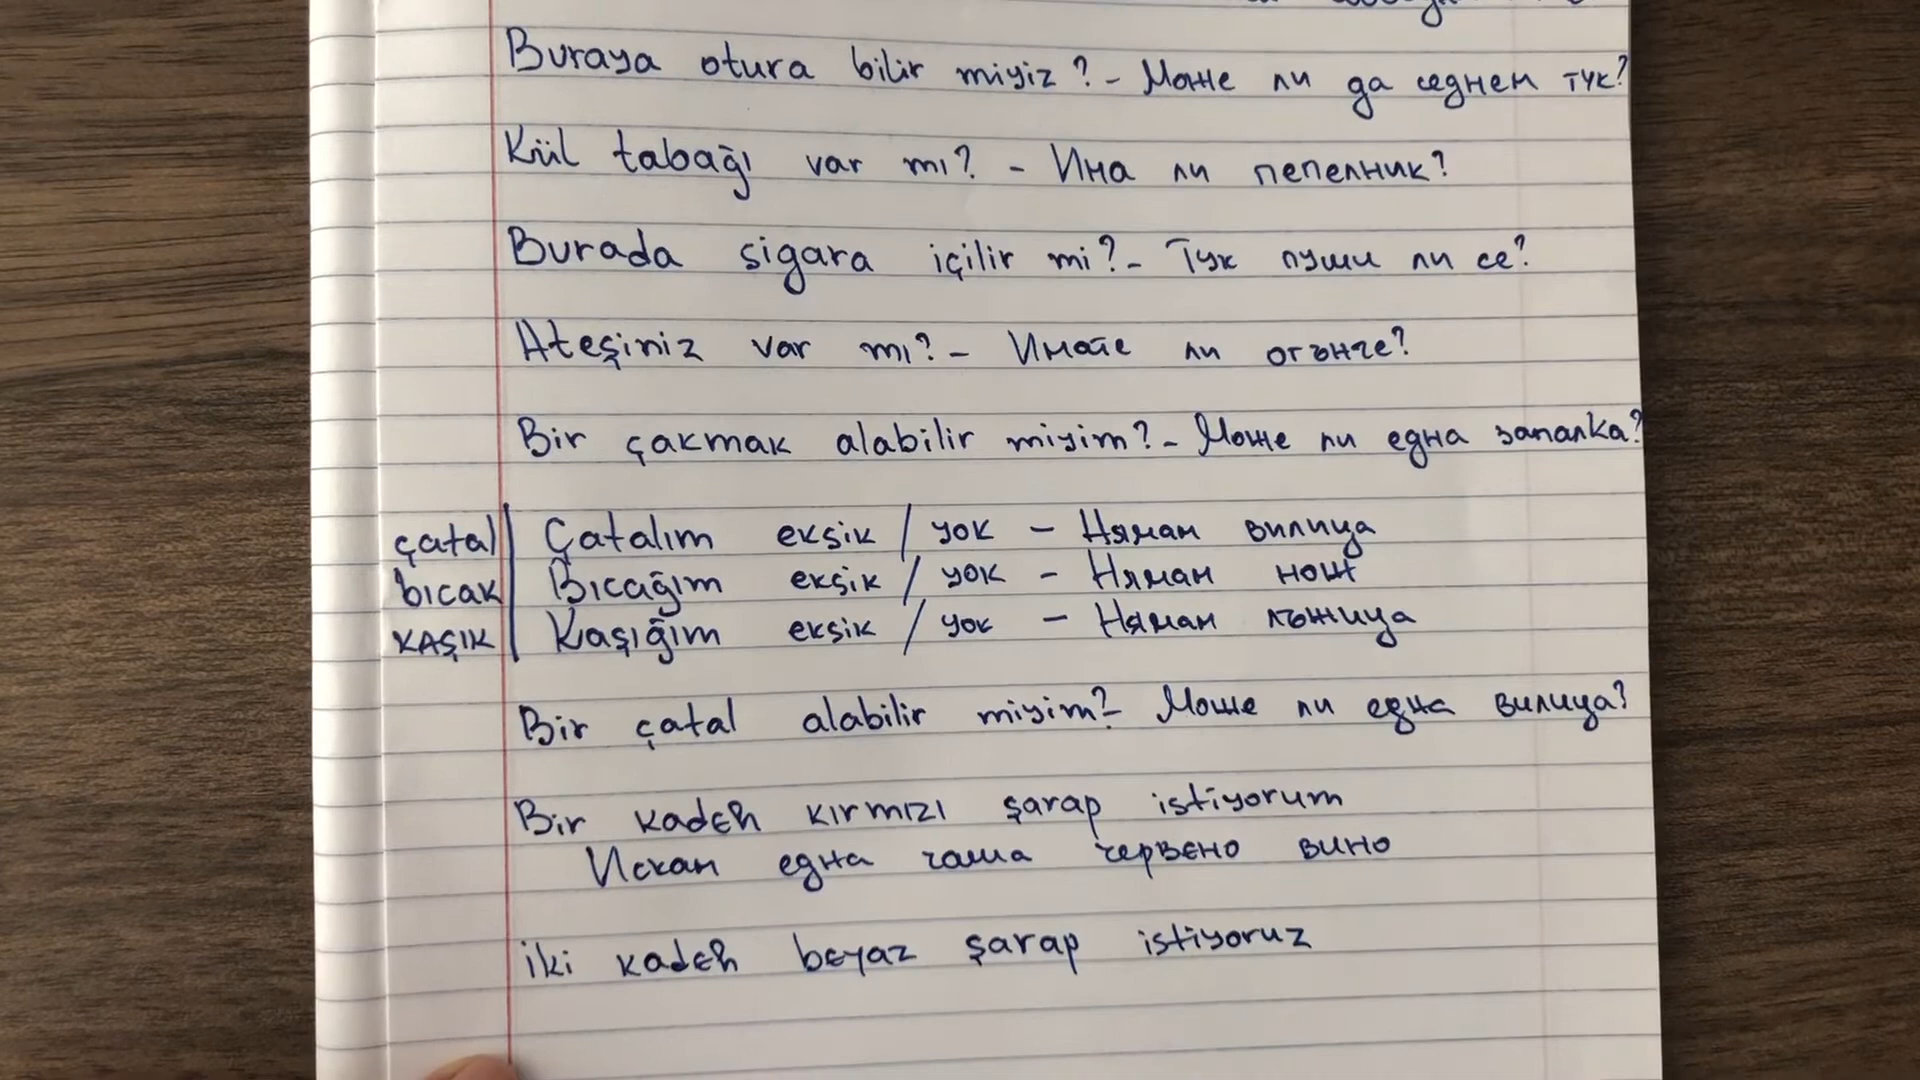 Buraya otura bilir miyiz? - Може ли да седнем тук?
Kül tabağı var mı? - Има ли пепелник?
Burada sigara içilir mi? - Тук пуши ли се?
Ateşiniz var mı? - Имате ли огънче?
Bir çakmak alabilir miyim? - Може ли една запалка?
çatal | Çatalım eksik / yok - Нямам вилица
bıcak | Bıcağım eksik / yok - Нямам нож
kaşık | Kaşığım eksik / yok - Нямам лъжица
Bir çatal alabilir miyim? - Може ли една вилица?
Bir kadeh kırmızı şarap istiyorum
Искам една чаша червено вино
İki kadeh beyaz şarap istiyoruz